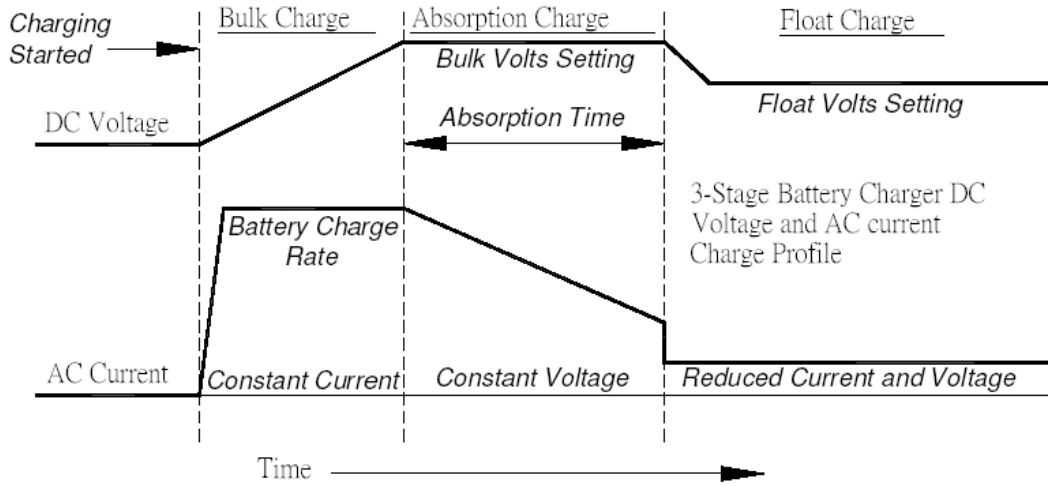 Charging
Started
Bulk Charge
Absorption Charge
Float Charge
Bulk Volts Setting
DC Voltage
Absorption Time
Float Volts Setting
Battery Charge
Rate
3-Stage Battery Charger DC
Voltage and AC current
Charge Profile
AC Current
Constant Current
Constant Voltage
Reduced Current and Voltage
Time